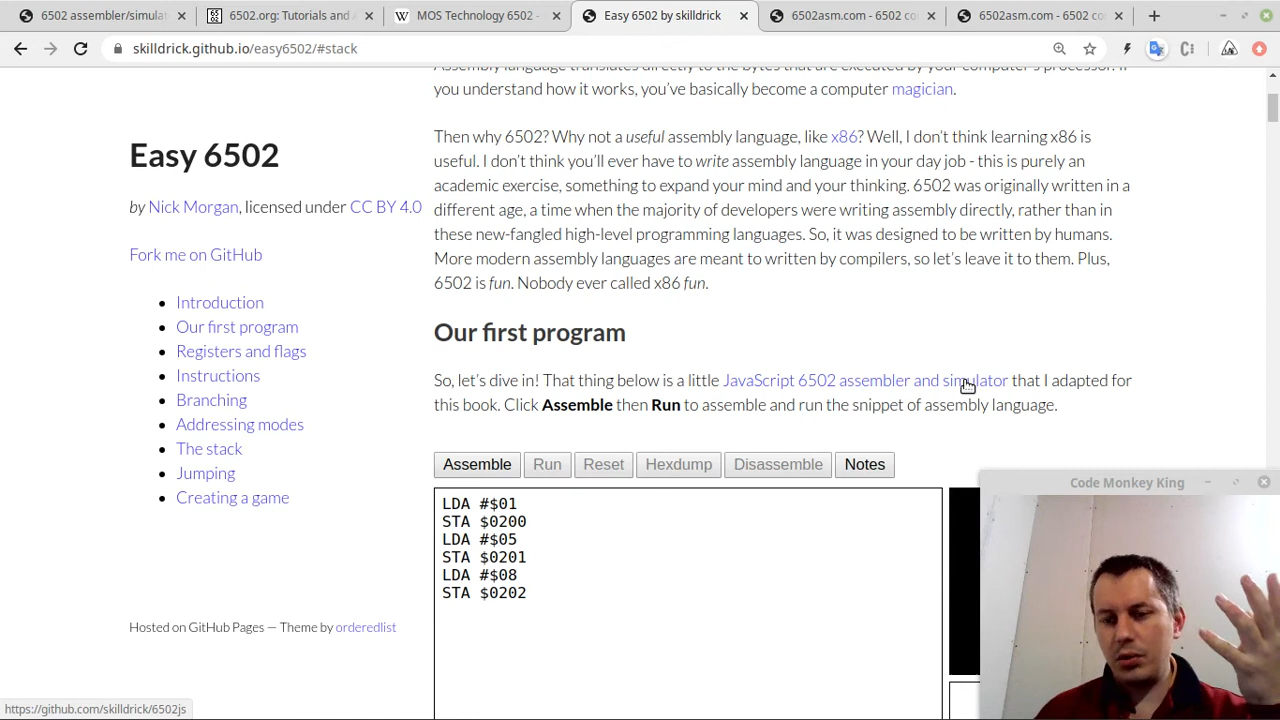 6502 assembler/simulat
6502.org: Tutorials and A
MOS Technology 6502 -
Easy 6502 by skilldrick
6502asm.com - 6502 co
6502asm.com - 6502 co
skilldrick.github.io/easy6502/#stack
Assembly language translates directly to the bytes that are executed by your computer's processor. If
you understand how it works, you've basically become a computer magician.
Then why 6502? Why not a useful assembly language, like x86? Well, I don't think learning x86 is
useful. I don't think you'll ever have to write assembly language in your day job - this is purely an
academic exercise, something to expand your mind and your thinking. 6502 was originally written in a
different age, a time when the majority of developers were writing assembly directly, rather than in
these new-fangled high-level programming languages. So, it was designed to be written by humans.
More modern assembly languages are meant to written by compilers, so let's leave it to them. Plus,
6502 is fun. Nobody ever called x86 fun.
Easy 6502
by Nick Morgan, licensed under CC BY 4.0
Fork me on GitHub
Introduction
Our first program
Registers and flags
Instructions
Branching
Addressing modes
The stack
Jumping
Creating a game
Hosted on GitHub Pages — Theme by orderedlist
Our first program
So, let's dive in! That thing below is a little JavaScript 6502 assembler and simulator that I adapted for
this book. Click Assemble then Run to assemble and run the snippet of assembly language.
Assemble Run Reset Hexdump Disassemble Notes
LDA #$01
STA $0200
LDA #$05
STA $0201
LDA #$08
STA $0202
Code Monkey King
https://github.com/skilldrick/6502js